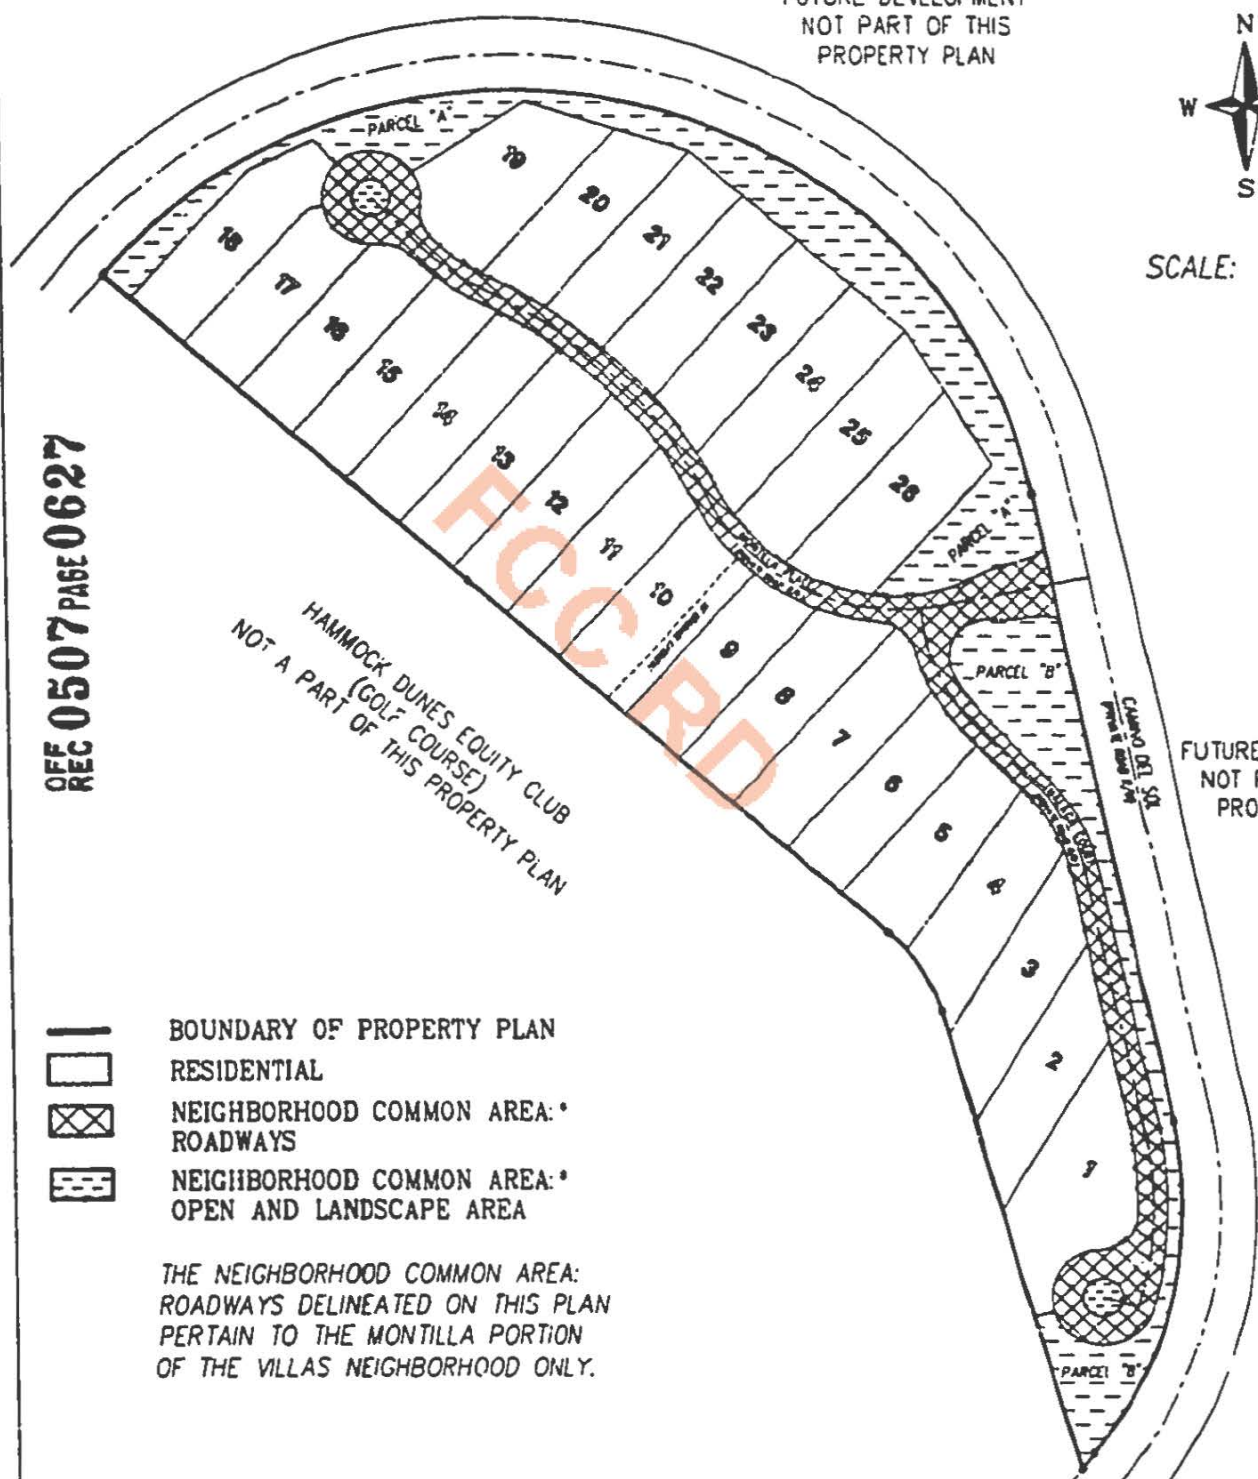 FUTURE DEVELOPMENT
NOT PART OF THIS
PROPERTY PLAN
N
W
S
SCALE:
PARCEL "A"
19
20
21
22
23
24
25
26
18
17
16
15
14
13
12
11
10
9
8
7
6
5
4
3
2
1
PARCEL "A"
PARCEL "B"
CAMINO DEL SOL
FUTURE
NOT
PRO
OFF
REC 0507 PAGE 0627
HAMMOCK DUNES EQUITY CLUB
(GOLF COURSE)
NOT A PART OF THIS PROPERTY PLAN
FCC RD
BOUNDARY OF PROPERTY PLAN
RESIDENTIAL
NEIGHBORHOOD COMMON AREA:*
ROADWAYS
NEIGHBORHOOD COMMON AREA:*
OPEN AND LANDSCAPE AREA
THE NEIGHBORHOOD COMMON AREA:
ROADWAYS DELINEATED ON THIS PLAN
PERTAIN TO THE MONTILLA PORTION
OF THE VILLAS NEIGHBORHOOD ONLY.
PARCEL "B"